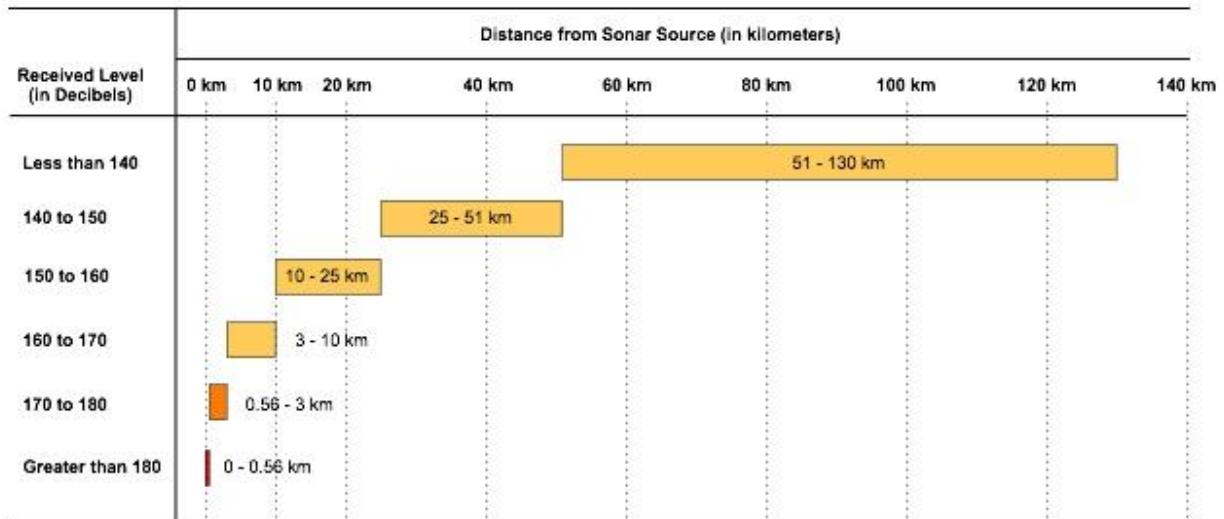 Distance from Sonar Source (in kilometers)
Received Level
(in Decibels)
0 km 10 km 20 km 40 km 60 km 80 km 100 km 120 km 140 km
Less than 140 51 - 130 km
140 to 150 25 - 51 km
150 to 160 10 - 25 km
160 to 170 3 - 10 km
170 to 180 0.56 - 3 km
Greater than 180 0 - 0.56 km